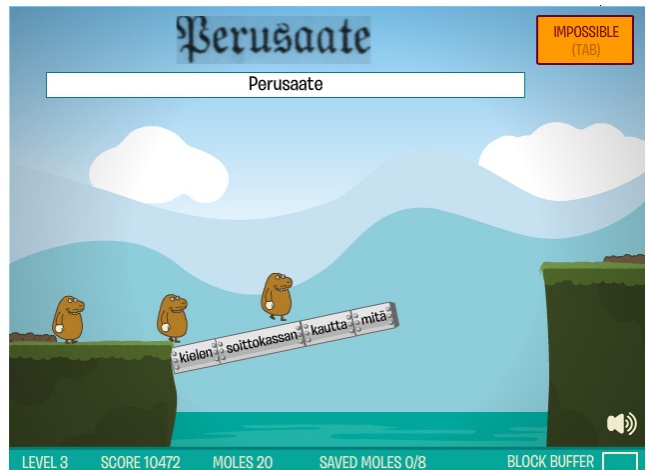 Perusaate
IMPOSSIBLE
(TAB)
Perusaate
kielen soittokassan kautta mitä
LEVEL 3 SCORE 10472 MOLES 20 SAVED MOLES 0/8 BLOCK BUFFER